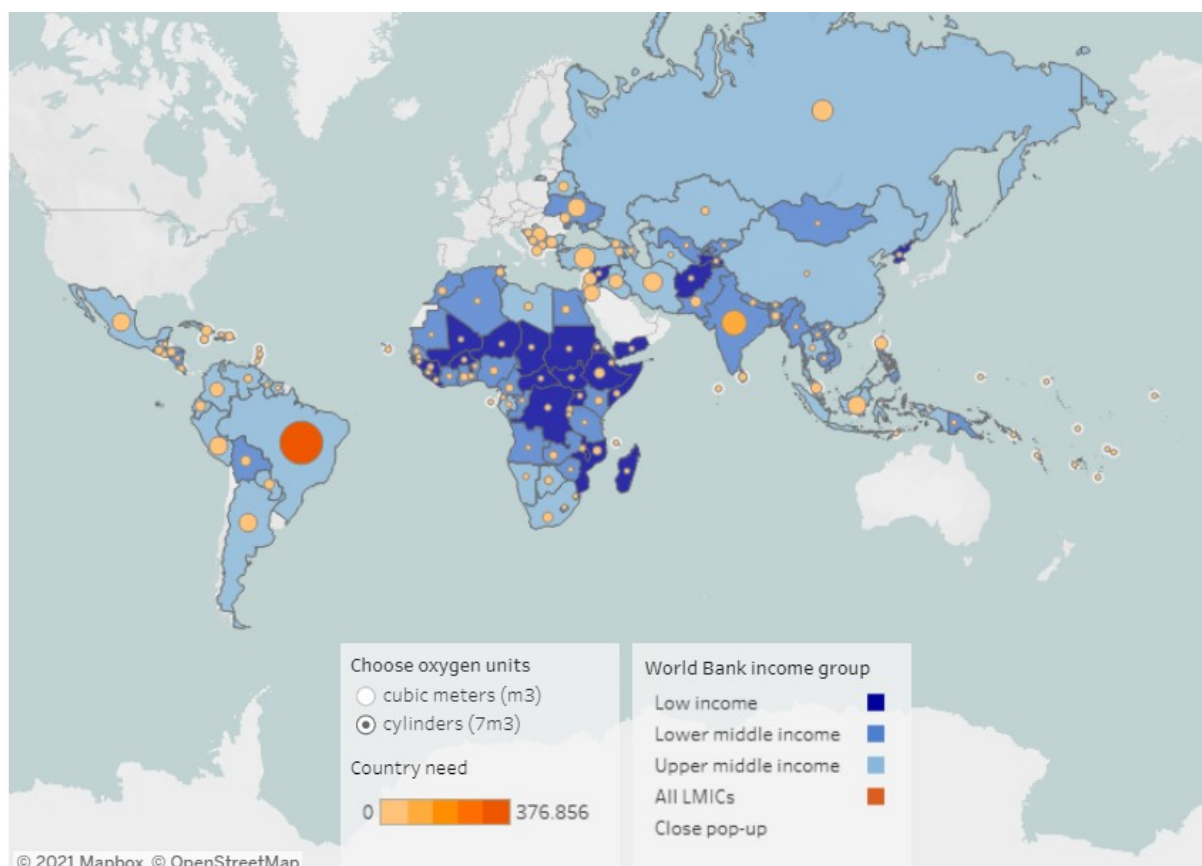 Choose oxygen units
cubic meters (m3)
cylinders (7m3)
Country need
0 376.856
World Bank income group
Low income
Lower middle income
Upper middle income
All LMICs
Close pop-up
© 2021 Mapbox © OpenStreetMap